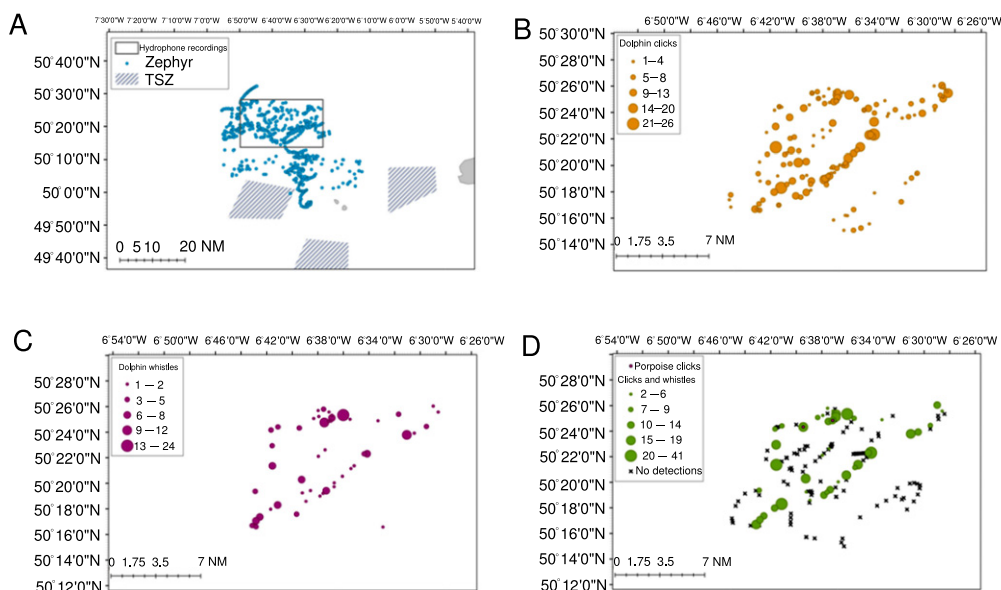 A
7°30'0"W 7°20'0"W 7°10'0"W 7°00'0"W 6°50'0"W 6°40'0"W 6°30'0"W 6°20'0"W 6°10'0"W 6°00'0"W 5°50'0"W 5°40'0"W
Hydrophone recordings
Zephyr
TSZ
50°40'0"N
50°30'0"N
50°20'0"N
50°10'0"N
50°0'0"N
49°50'0"N
49°40'0"N
0 5 10 20 NM
B
6°50'0"W 6°46'0"W 6°42'0"W 6°38'0"W 6°34'0"W 6°30'0"W 6°26'0"W
50°30'0"N
50°28'0"N
50°26'0"N
50°24'0"N
50°22'0"N
50°20'0"N
50°18'0"N
50°16'0"N
50°14'0"N
Dolphin clicks
1–4
5–8
9–13
14–20
21–26
0 1.75 3.5 7 NM
C
6°54'0"W 6°50'0"W 6°46'0"W 6°42'0"W 6°38'0"W 6°34'0"W 6°30'0"W 6°26'0"W
50°28'0"N
50°26'0"N
50°24'0"N
50°22'0"N
50°20'0"N
50°18'0"N
50°16'0"N
50°14'0"N
50°12'0"N
Dolphin whistles
1 – 2
3 – 5
6 – 8
9 – 12
13 – 24
0 1.75 3.5 7 NM
D
6°54'0"W 6°50'0"W 6°46'0"W 6°42'0"W 6°38'0"W 6°34'0"W 6°30'0"W 6°26'0"W
50°28'0"N
50°26'0"N
50°24'0"N
50°22'0"N
50°20'0"N
50°18'0"N
50°16'0"N
50°14'0"N
50°12'0"N
Porpoise clicks
Clicks and whistles
2 – 6
7 – 9
10 – 14
15 – 19
20 – 41
No detections
0 1.75 3.5 7 NM